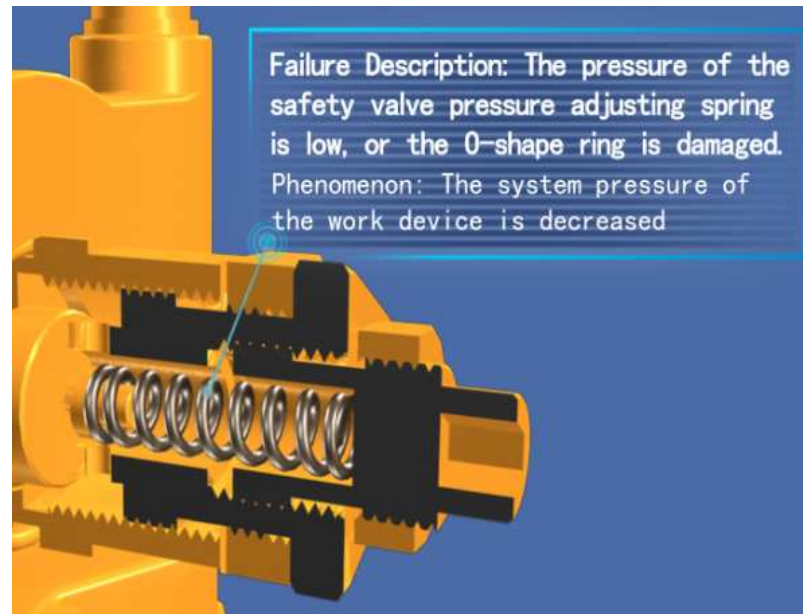 Failure Description: The pressure of the
safety valve pressure adjusting spring
is low, or the O-shape ring is damaged.
Phenomenon: The system pressure of
the work device is decreased